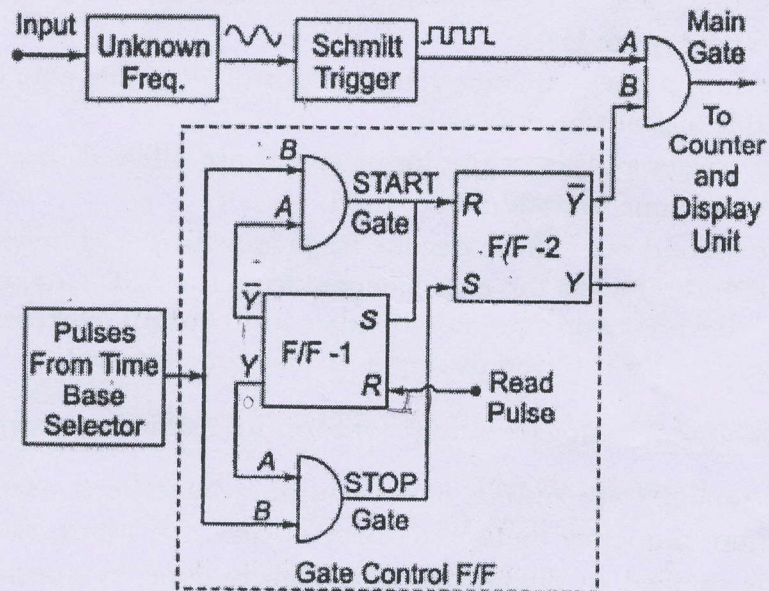 Input
Unknown
Freq.
Schmitt
Trigger
A
B
Main
Gate
To
Counter
and
Display
Unit
B
A
START
Gate
R
S
F/F -2
Y̅
Y
Y̅
Y
S
F/F -1
R
Read
Pulse
Pulses
From Time
Base
Selector
A
B
STOP
Gate
Gate Control F/F